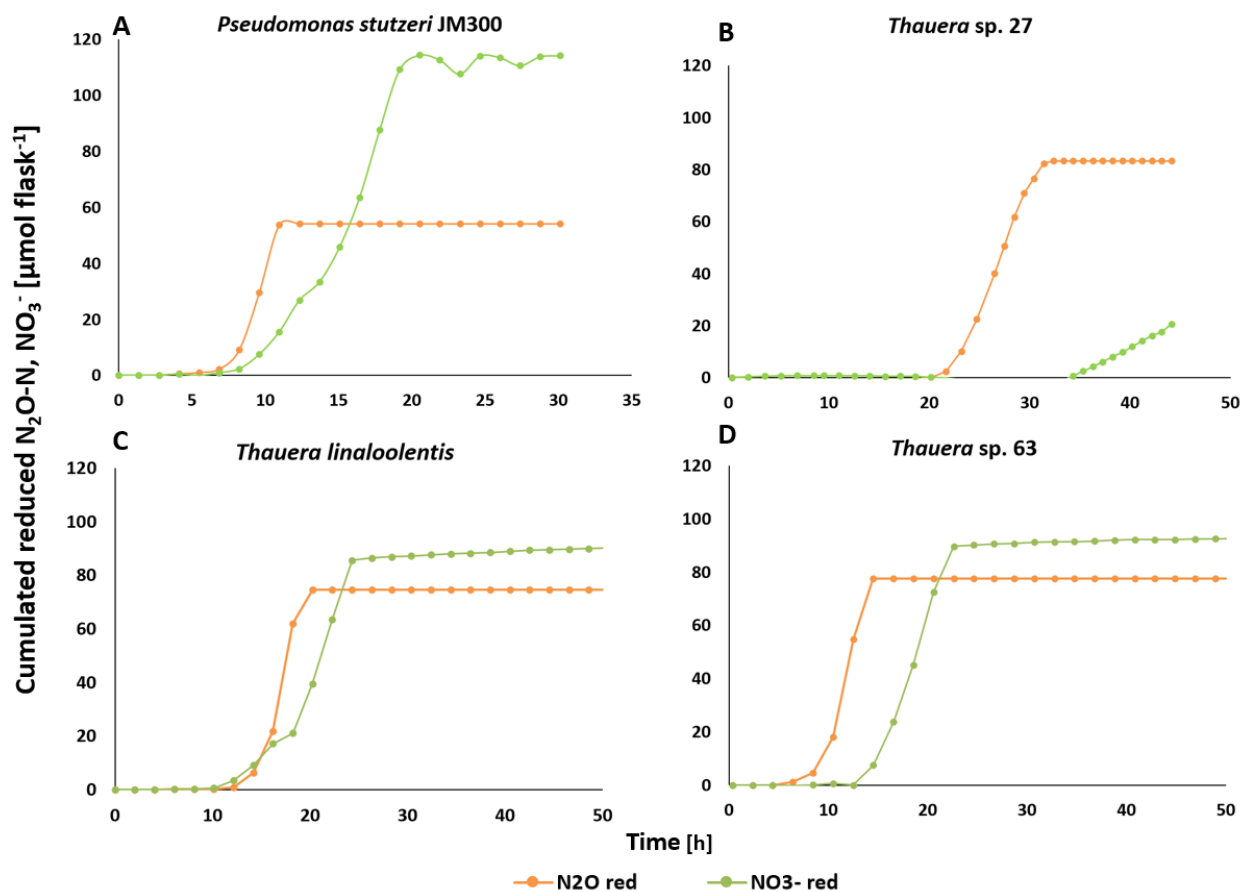 A
Pseudomonas stutzeri JM300
120
100
80
60
40
20
0
0 5 10 15 20 25 30 35
B
Thauera sp. 27
120
100
80
60
40
20
0
0 10 20 30 40 50
C
Thauera linaloolentis
120
100
80
60
40
20
0
0 10 20 30 40 50
D
Thauera sp. 63
120
100
80
60
40
20
0
0 10 20 30 40 50
Cumulated reduced N₂O-N, NO₃⁻ [µmol flask⁻¹]
Time [h]
N2O red NO3- red